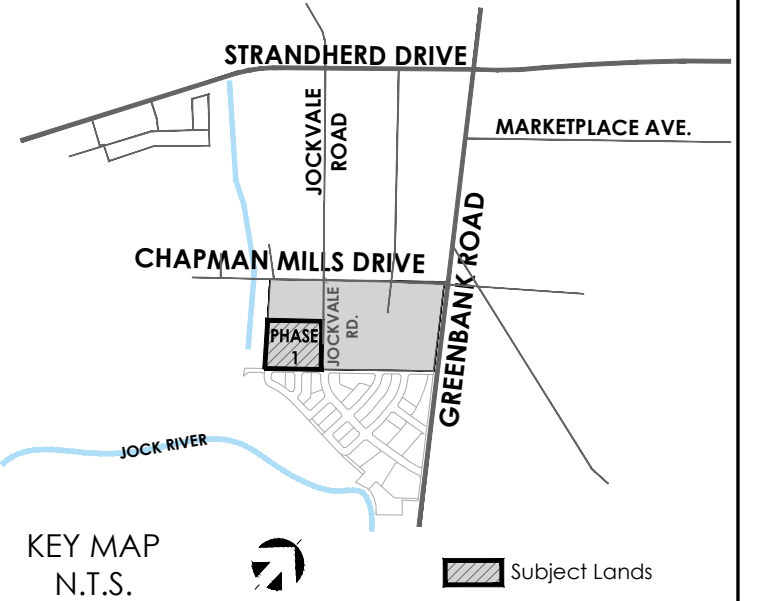 STRANDHERD DRIVE
JOCKVALE
ROAD
MARKETPLACE AVE.
CHAPMAN MILLS DRIVE
GREENBANK ROAD
JOCKVALE
RD.
PHASE
1
JOCK RIVER
KEY MAP
N.T.S.
Subject Lands